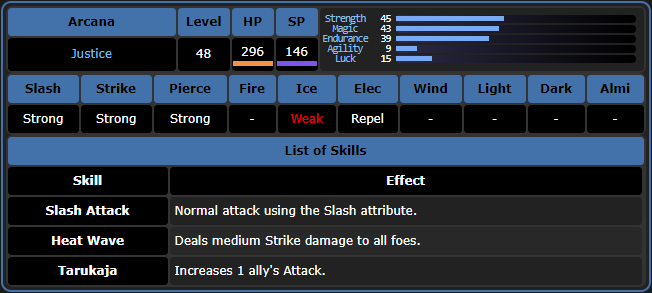 Arcana Level HP SP
Justice 48 296 146
Strength 45
Magic 43
Endurance 39
Agility 9
Luck 15
Slash Strike Pierce Fire Ice Elec Wind Light Dark Almi
Strong Strong Strong - Weak Repel - - - -
List of Skills
Skill Effect
Slash Attack Normal attack using the Slash attribute.
Heat Wave Deals medium Strike damage to all foes.
Tarukaja Increases 1 ally's Attack.